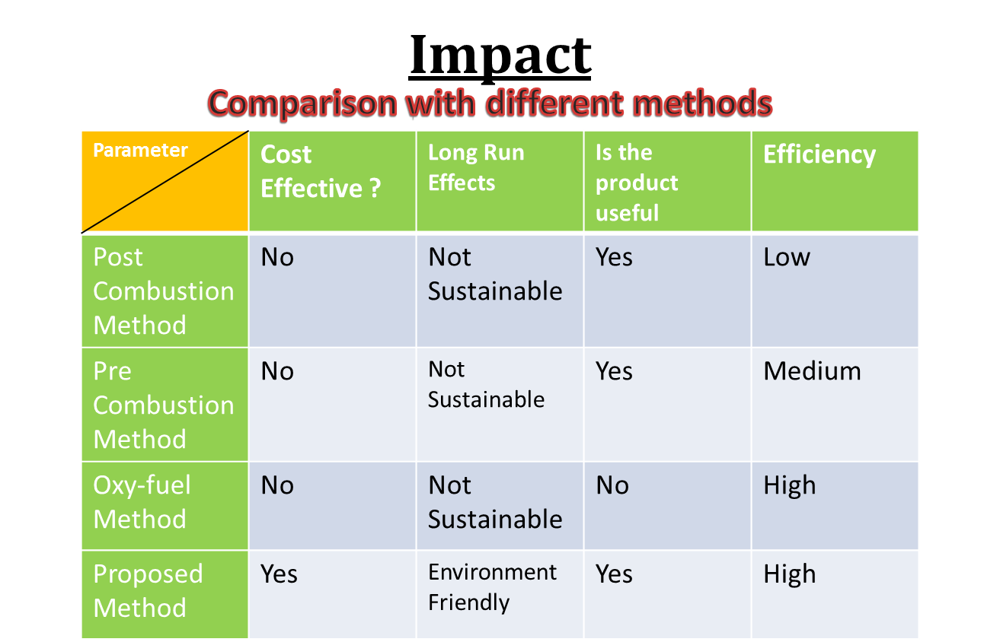 Impact
Comparison with different methods
Parameter
Cost
Effective ?
Long Run
Effects
Is the
product
useful
Efficiency
Post
Combustion
Method
No
Not
Sustainable
Yes
Low
Pre
Combustion
Method
No
Not
Sustainable
Yes
Medium
Oxy-fuel
Method
No
Not
Sustainable
No
High
Proposed
Method
Yes
Environment
Friendly
Yes
High